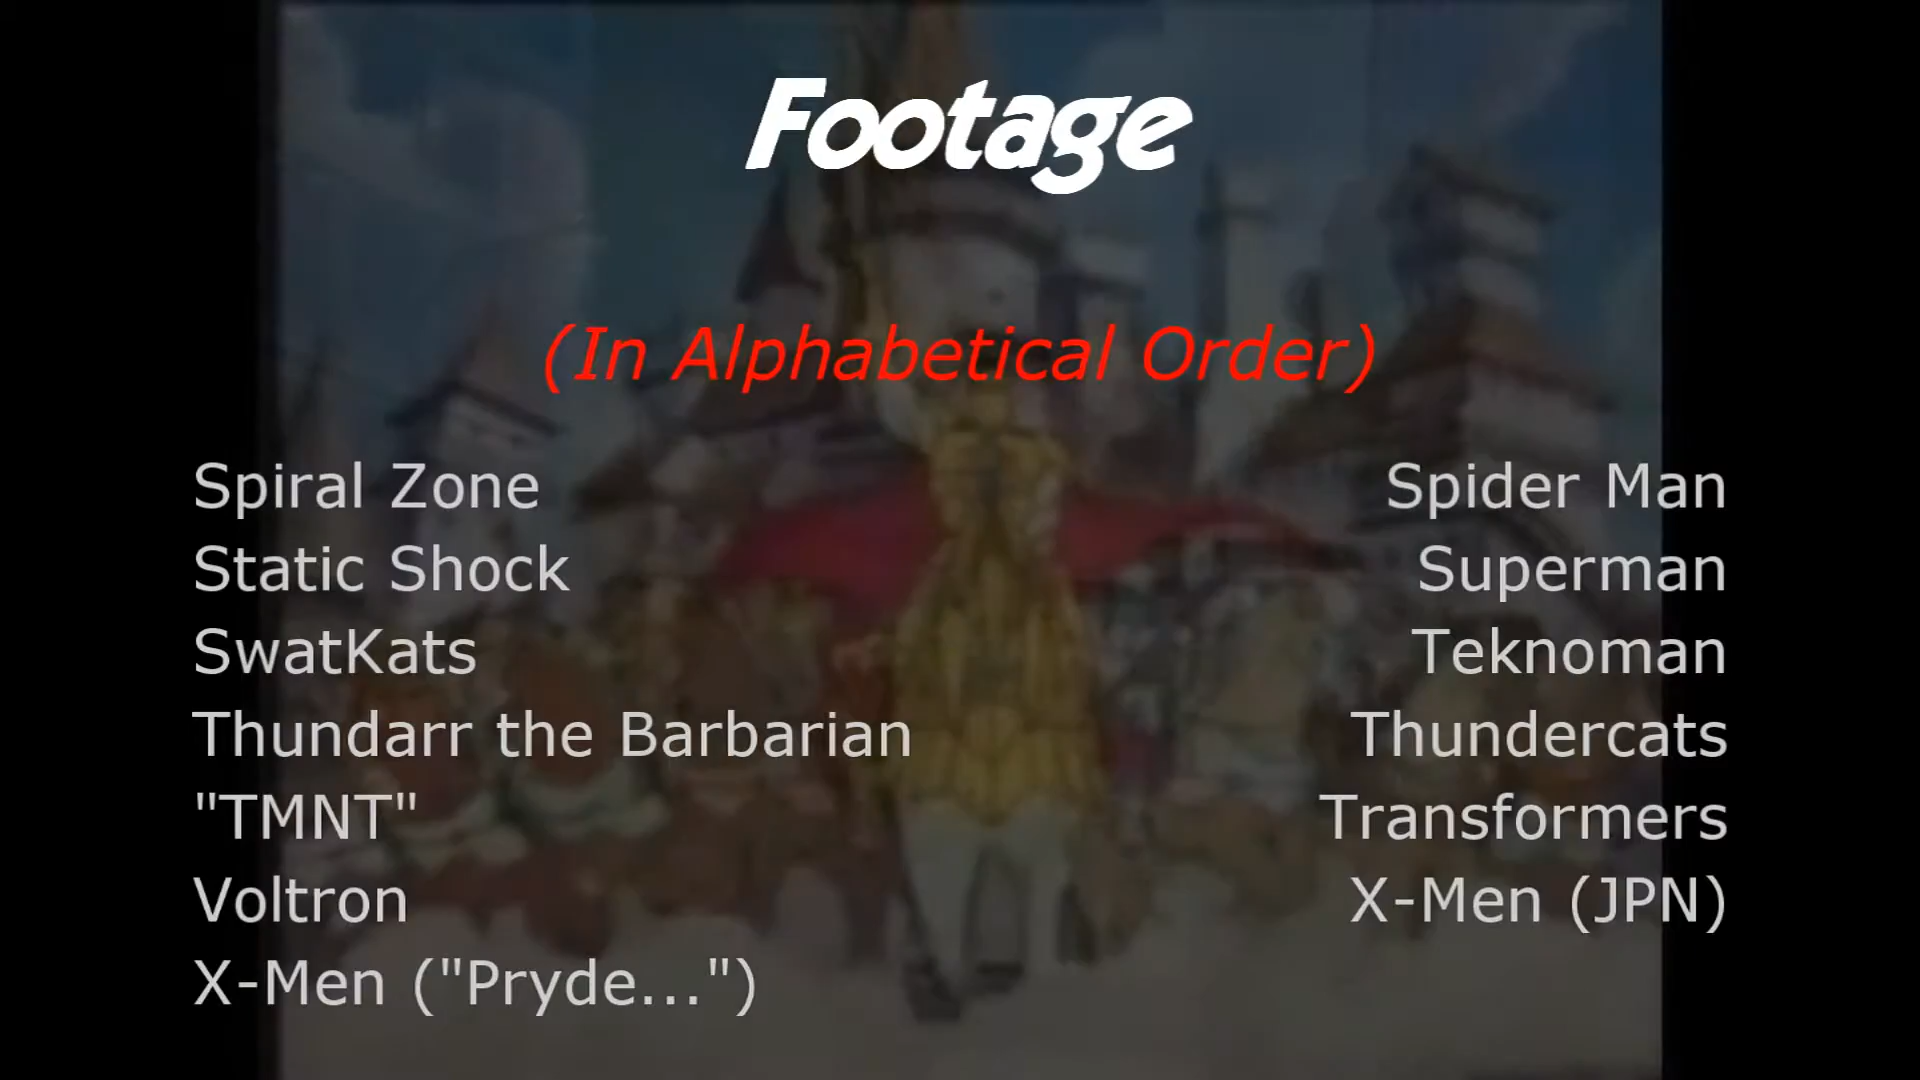 Footage
(In Alphabetical Order)
Spiral Zone
Spider Man
Static Shock
Superman
SwatKats
Teknoman
Thundarr the Barbarian
Thundercats
"TMNT"
Transformers
Voltron
X-Men (JPN)
X-Men ("Pryde...")